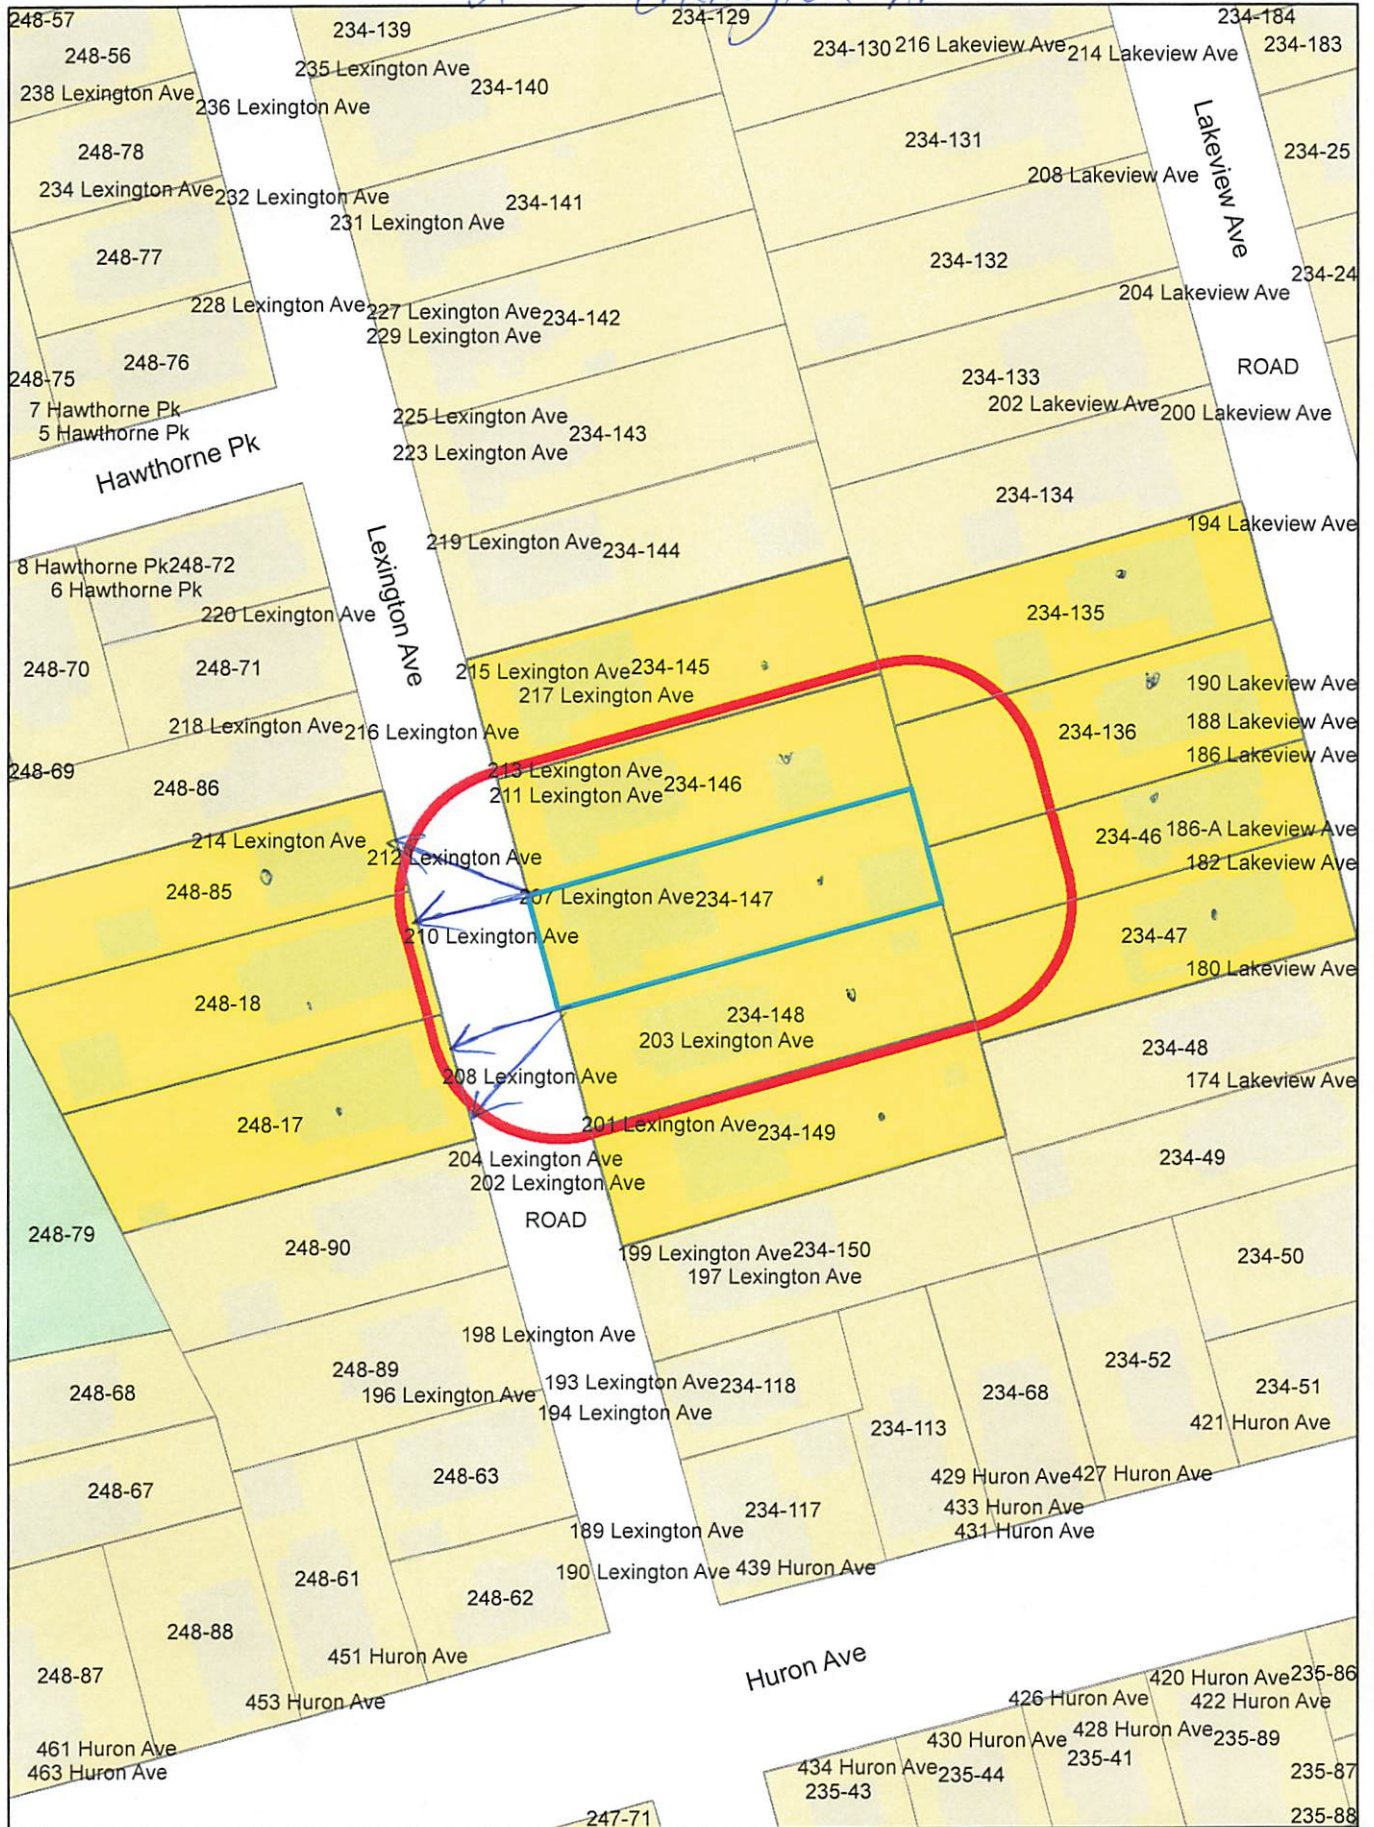 248-57
234-139
234-129
234-184
248-56
234-130 216 Lakeview Ave
214 Lakeview Ave
234-183
235 Lexington Ave
234-140
238 Lexington Ave
236 Lexington Ave
234-131
248-78
234-25
Lakeview Ave
208 Lakeview Ave
234 Lexington Ave
232 Lexington Ave
234-141
231 Lexington Ave
248-77
234-132
234-24
204 Lakeview Ave
228 Lexington Ave
227 Lexington Ave 234-142
229 Lexington Ave
248-76
ROAD
248-75
234-133
7 Hawthorne Pk
202 Lakeview Ave
200 Lakeview Ave
5 Hawthorne Pk
225 Lexington Ave
234-143
223 Lexington Ave
Hawthorne Pk
234-134
194 Lakeview Ave
Lexington Ave
219 Lexington Ave 234-144
8 Hawthorne Pk 248-72
6 Hawthorne Pk
220 Lexington Ave
234-135
248-70
248-71
215 Lexington Ave 234-145
217 Lexington Ave
190 Lakeview Ave
218 Lexington Ave
216 Lexington Ave
234-136
188 Lakeview Ave
186 Lakeview Ave
248-69
248-86
213 Lexington Ave
211 Lexington Ave 234-146
214 Lexington Ave
212 Lexington Ave
234-46
186-A Lakeview Ave
182 Lakeview Ave
248-85
207 Lexington Ave 234-147
210 Lexington Ave
234-47
180 Lakeview Ave
248-18
234-148
203 Lexington Ave
234-48
208 Lexington Ave
174 Lakeview Ave
248-17
201 Lexington Ave 234-149
204 Lexington Ave
202 Lexington Ave
234-49
ROAD
248-79
248-90
199 Lexington Ave 234-150
197 Lexington Ave
234-50
198 Lexington Ave
248-89
196 Lexington Ave
193 Lexington Ave 234-118
194 Lexington Ave
234-52
234-51
234-68
248-68
421 Huron Ave
234-113
248-67
248-63
429 Huron Ave 427 Huron Ave
433 Huron Ave
431 Huron Ave
234-117
189 Lexington Ave
190 Lexington Ave
439 Huron Ave
248-61
248-62
248-88
451 Huron Ave
248-87
453 Huron Ave
Huron Ave
461 Huron Ave
463 Huron Ave
420 Huron Ave 235-86
426 Huron Ave
422 Huron Ave
428 Huron Ave 235-89
430 Huron Ave
235-41
434 Huron Ave 235-44
235-43
235-87
247-71
235-88